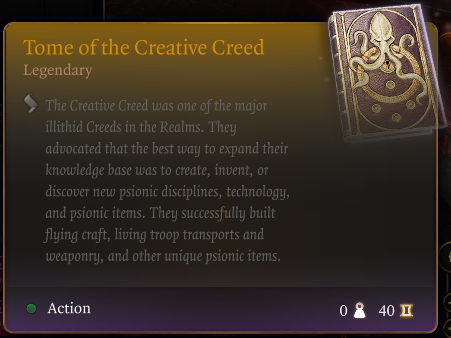 Tome of the Creative Creed
Legendary
The Creative Creed was one of the major
illithid Creeds in the Realms. They
advocated that the best way to expand their
knowledge base was to create, invent, or
discover new psionic disciplines, technology,
and psionic items. They successfully built
flying craft, living troop transports and
weaponry, and other unique psionic items.
Action
0 40